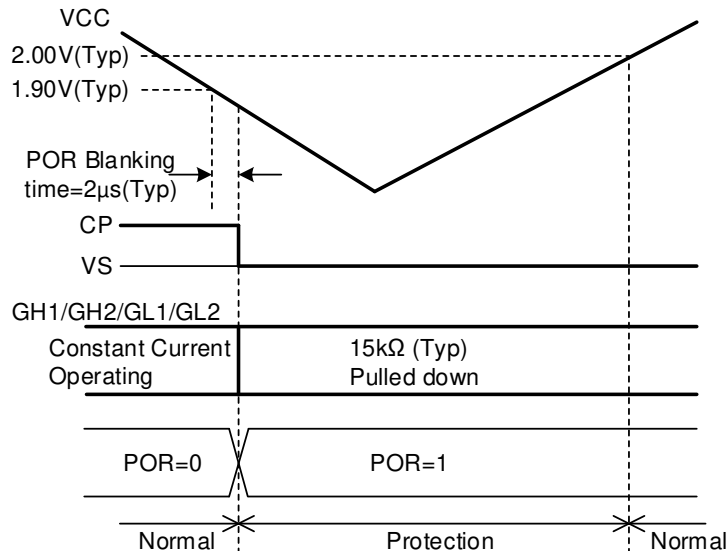 VCC
2.00V(Typ)
1.90V(Typ)
POR Blanking
time=2μs(Typ)
CP
VS
GH1/GH2/GL1/GL2
Constant Current
Operating
15kΩ (Typ)
Pulled down
POR=0
POR=1
Normal
Protection
Normal